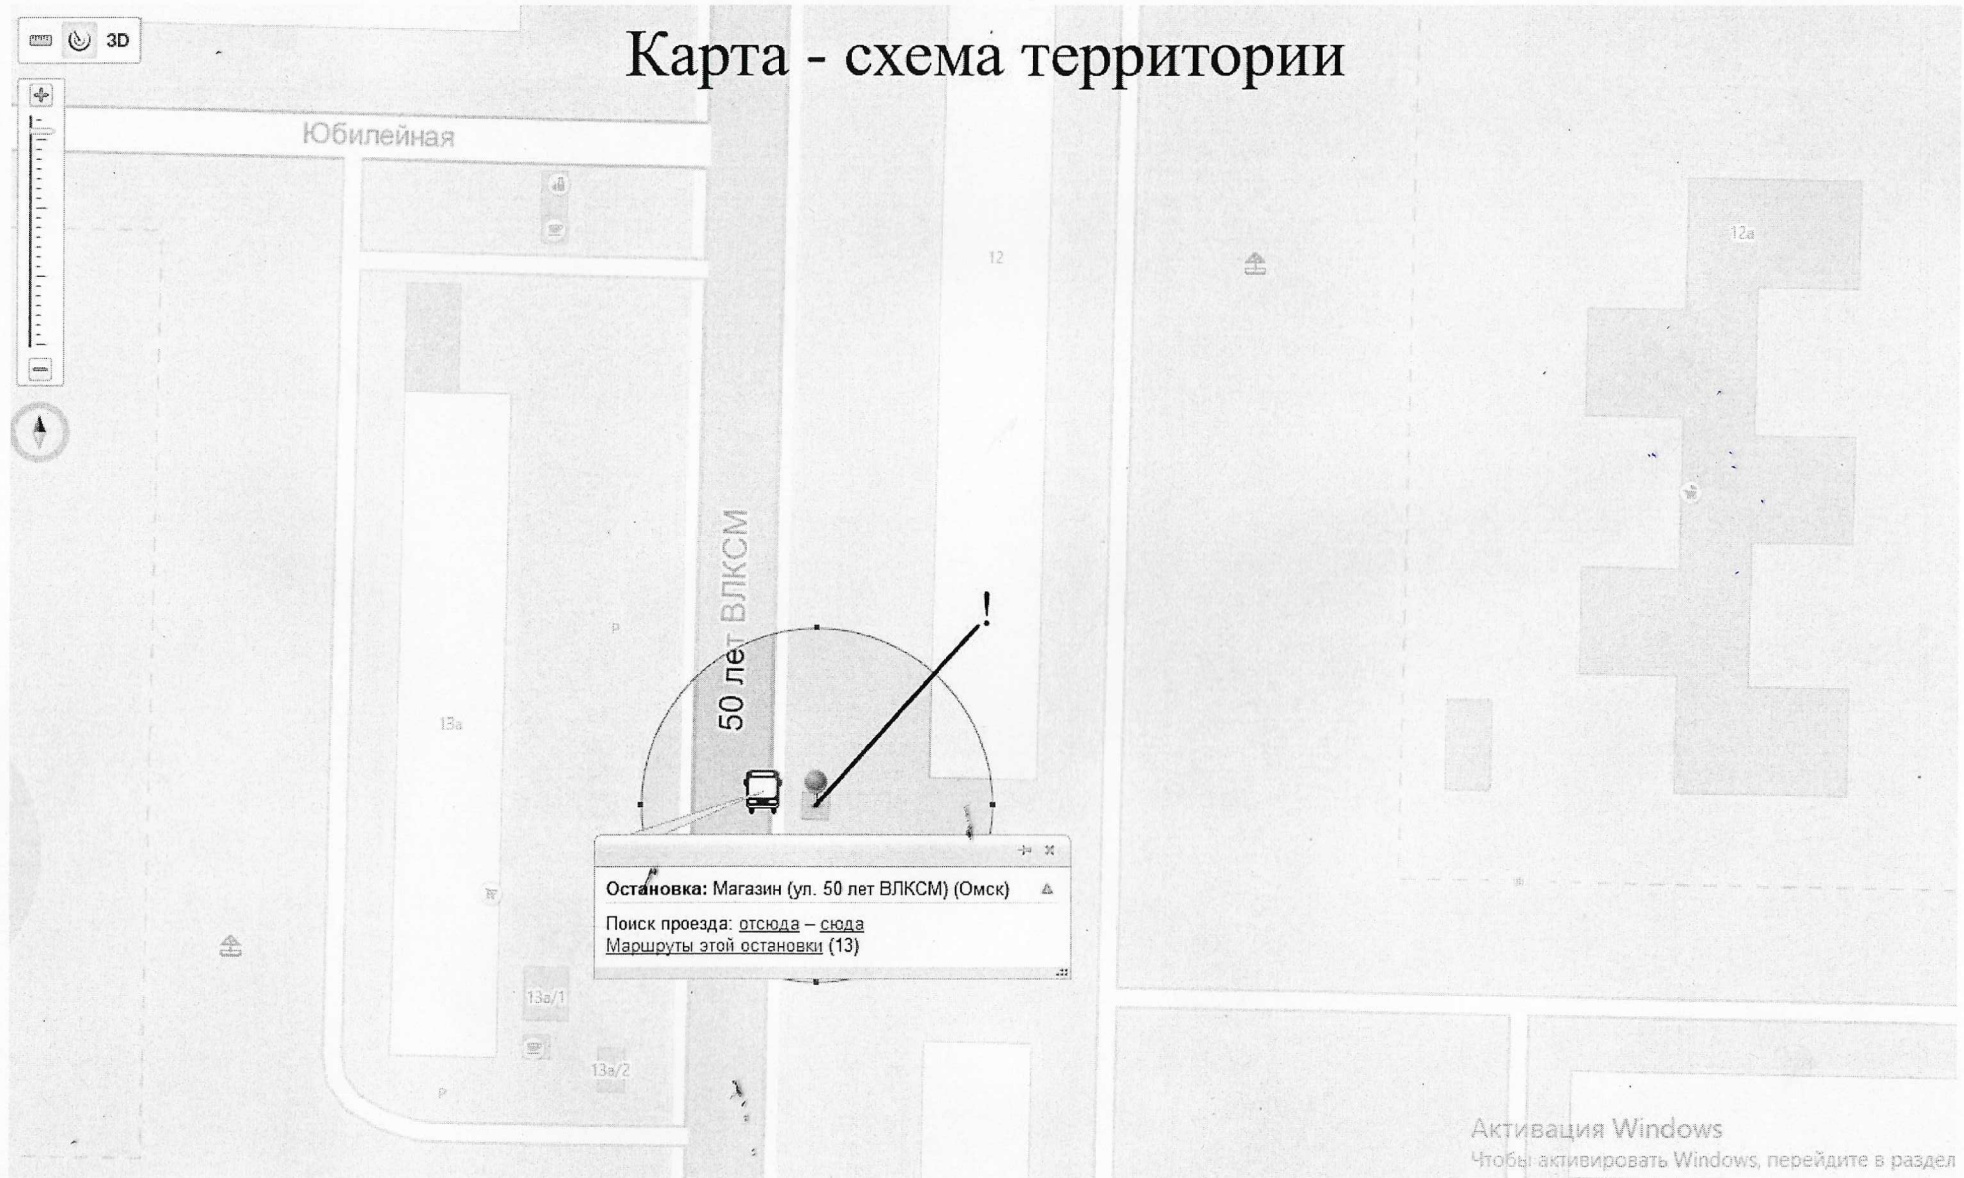 3D
Карта - схема территории
Юбилейная
12
12а
50 лет ВЛКСМ
!
P
13а
Остановка: Магазин (ул. 50 лет ВЛКСМ) (Омск)
Поиск проезда: отсюда – сюда
Маршруты этой остановки (13)
13а/1
13а/2
P
Активация Windows
Чтобы активировать Windows, перейдите в раздел